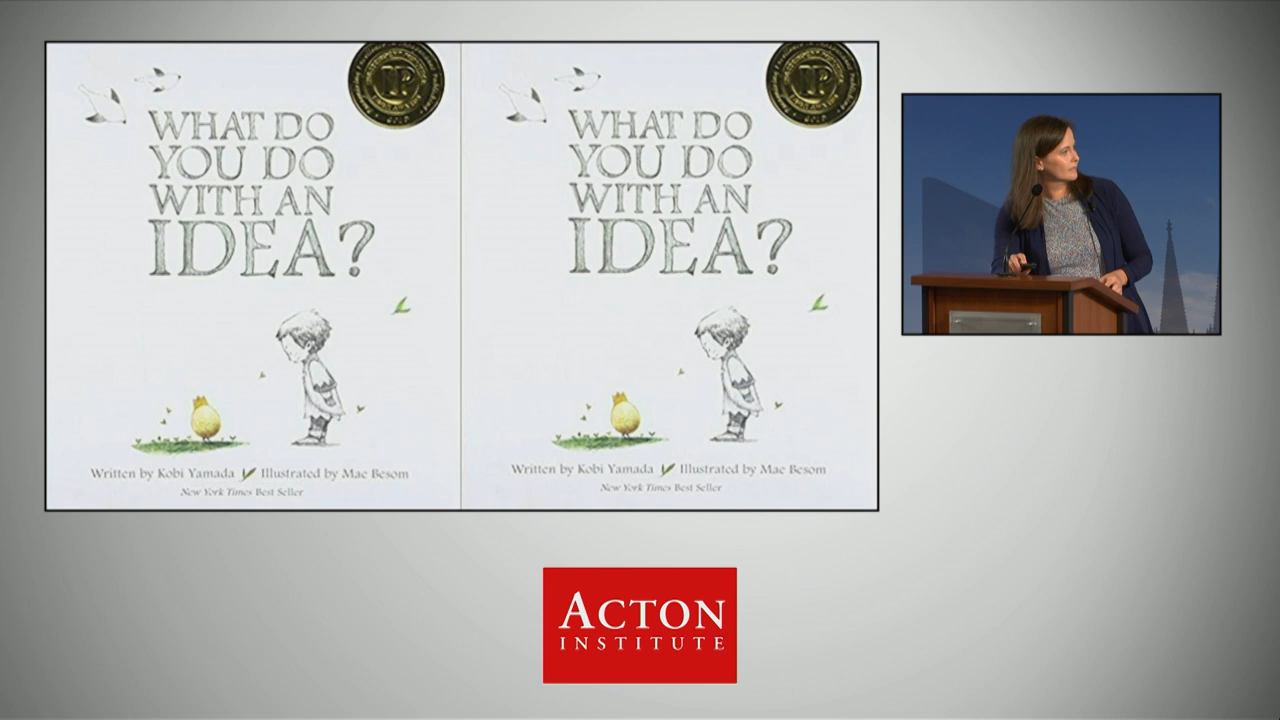 WHAT DO
YOU DO
WITH AN
IDEA?
Written by Kobi Yamada Illustrated by Mae Besom
New York Times Best Seller
IP
WHAT DO
YOU DO
WITH AN
IDEA?
Written by Kobi Yamada Illustrated by Mae Besom
New York Times Best Seller
IP
ACTON
INSTITUTE